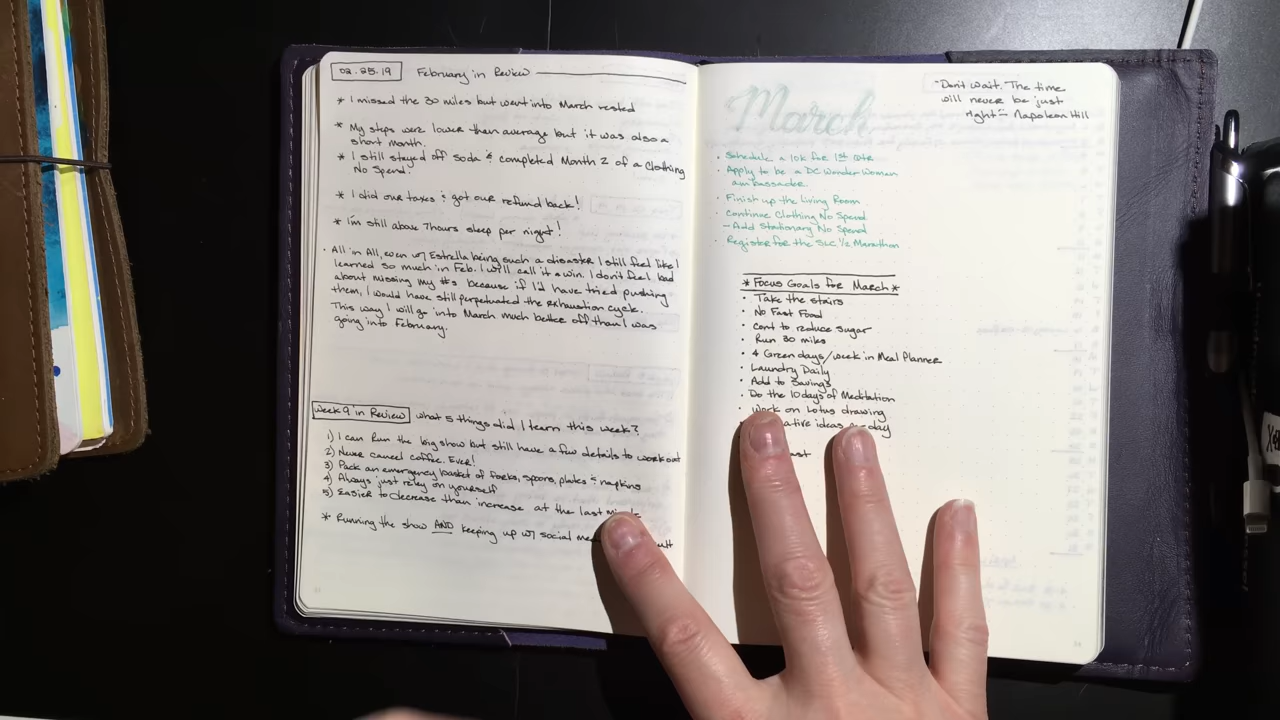 02.25.19 February in Review
* I missed the 30 miles but went into March rested
* My steps were lower than average but it was also a
short month.
* I still stayed off soda & completed Month 2 of a Clothing
No Spend!
* I did our taxes & got our refund back!
* I'm still above 7hours sleep per night!
· All in All, even w/ Estrella being such a disaster I still feel like I
learned so much in Feb. I will call it a win. I don't feel bad
about missing my #s because if I'd have tried pushing
them, I would have still perpetuated the exhaustion cycle.
This way I will go into March much better off than I was
going into February.
Week 9 in Review What 5 things did I learn this week?
1) I can Run the big show but still have a few details to work out
2) Never cancel coffee. Ever!
3) Pack an emergency basket of forks, spoons, plates & napkins
4) Always just reley on yourself
5) Easier to decrease than increase at the last
* Running the show AND keeping up w/ social
"Don't wait. The time
will never be just
right" - Napolean Hill
March
· Schedule a 10k for 1st Qtr
· Apply to be a DC Wonder Woman
ambassador
· Finish up the Living Room
· Continue Clothing No Spend
- Add Stationary No Spend
· Register for the SLC 1/2 Marathon
* Focus Goals for March *
· Take the stairs
· No Fast Food
· Cont to reduce Sugar
· Run 30 miles
· 4 Green days/week in Meal Planner
· Laundry Daily
· Add to Savings
· Do the 10 days of Meditation
· Work on Lotus drawing
ideas day